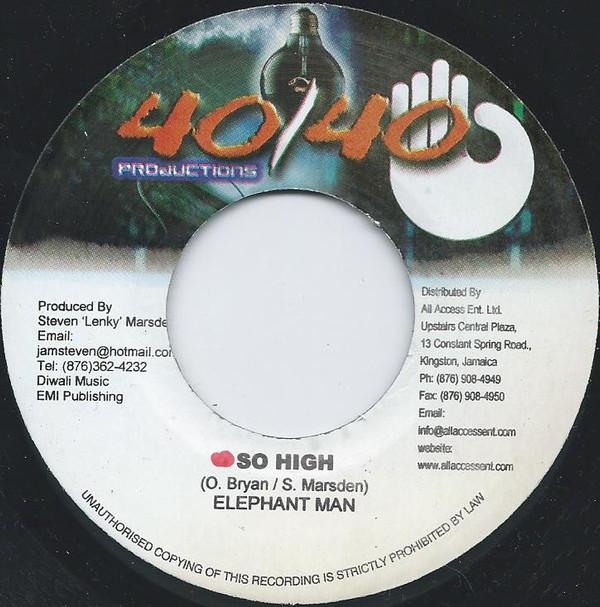 40/40
PRODUCTIONS
Produced By
Steven 'Lenky' Marsde
Email:
jamsteven@hotmail.co
Tel: (876)362-4232
Diwali Music
EMI Publishing
Distributed By
All Access Ent. Ltd.
Upstairs Central Plaza,
13 Constant Spring Road.,
Kingston, Jamaica
Ph: (876) 908-4949
Fax: (876) 908-4950
Email:
info@allaccessent.com
website:
www.allaccessent.com
SO HIGH
(O. Bryan / S. Marsden)
ELEPHANT MAN
UNAUTHORISED COPYING OF THIS RECORDING IS STRICTLY PROHIBITED BY LAW